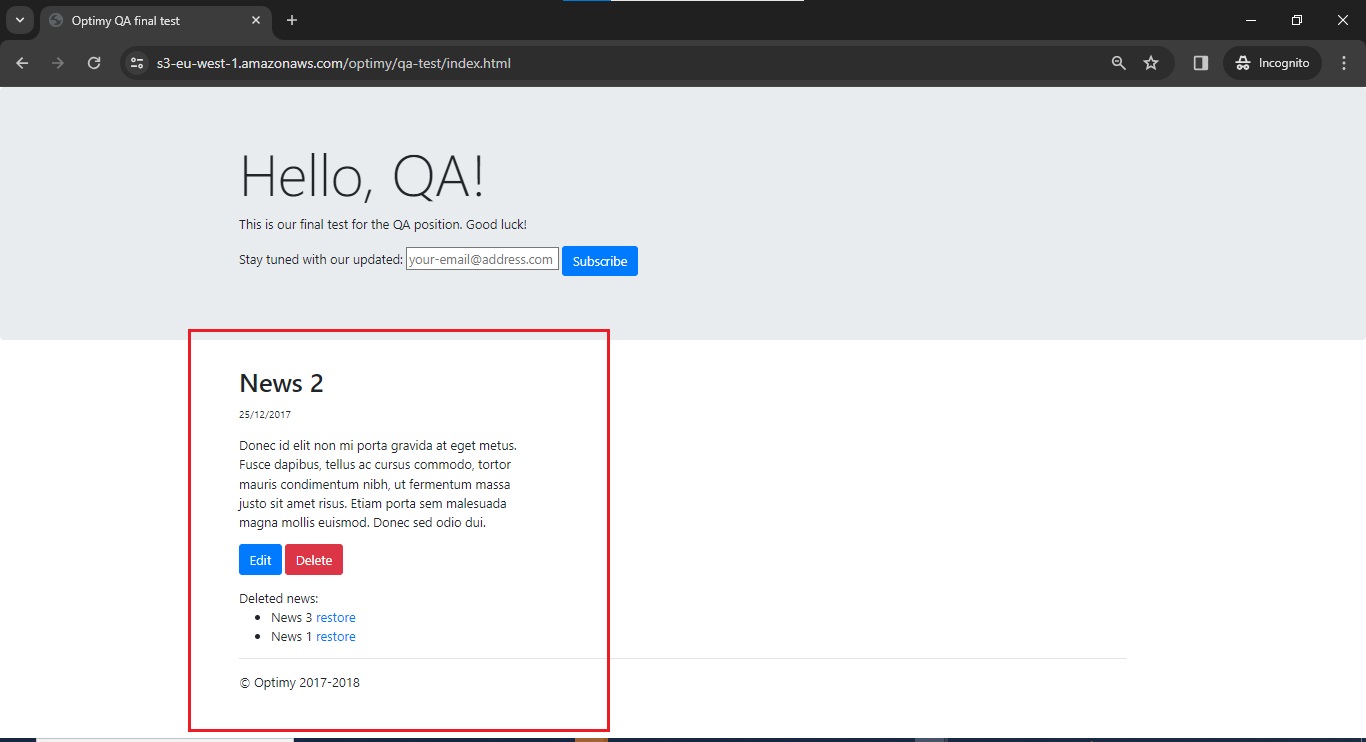 Optimy QA final test
s3-eu-west-1.amazonaws.com/optimy/qa-test/index.html
Incognito
Hello, QA!
This is our final test for the QA position. Good luck!
Stay tuned with our updated: your-email@address.com Subscribe
News 2
25/12/2017
Donec id elit non mi porta gravida at eget metus.
Fusce dapibus, tellus ac cursus commodo, tortor
mauris condimentum nibh, ut fermentum massa
justo sit amet risus. Etiam porta sem malesuada
magna mollis euismod. Donec sed odio dui.
Edit Delete
Deleted news:
News 3 restore
News 1 restore
© Optimy 2017-2018